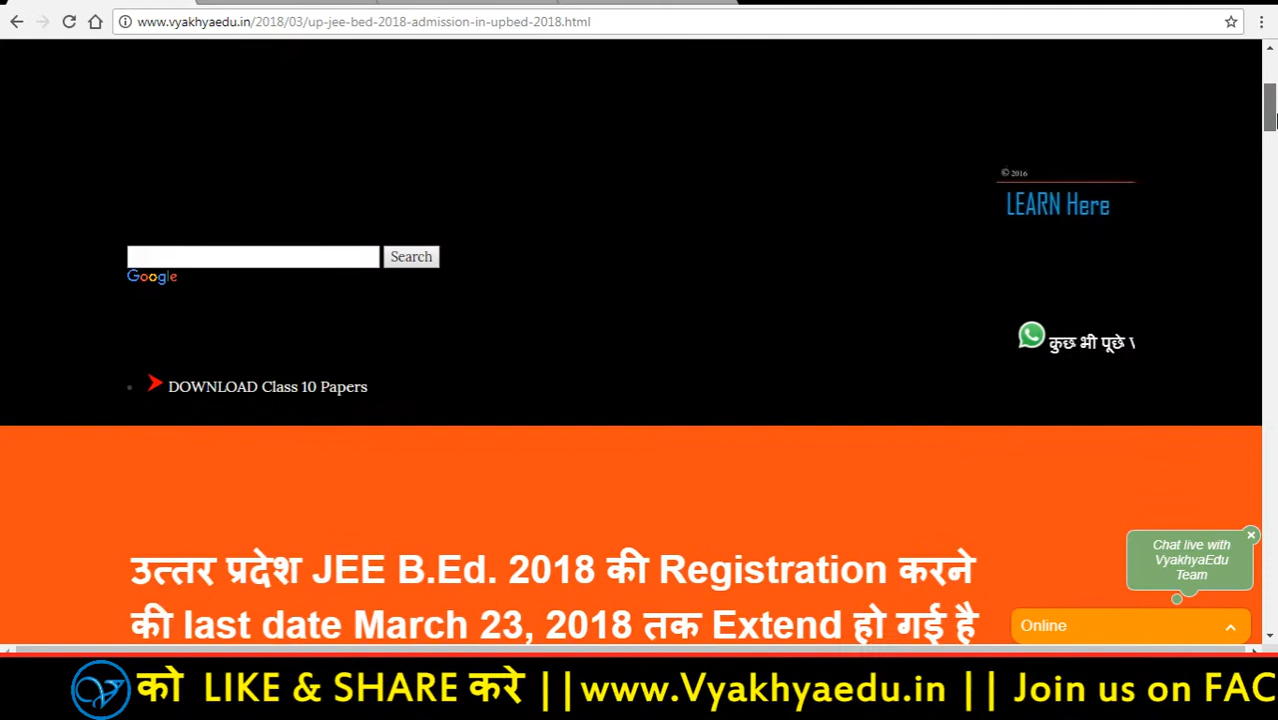 www.vyakhyaedu.in/2018/03/up-jee-bed-2018-admission-in-upbed-2018.html
© 2016
LEARN Here
Search
Google
कुछ भी पूछे
DOWNLOAD Class 10 Papers
उत्तर प्रदेश JEE B.Ed. 2018 की Registration करने
की last date March 23, 2018 तक Extend हो गई है
Chat live with
VyakhyaEdu
Team
Online
को LIKE & SHARE करे ||www.Vyakhyaedu.in || Join us on FAC